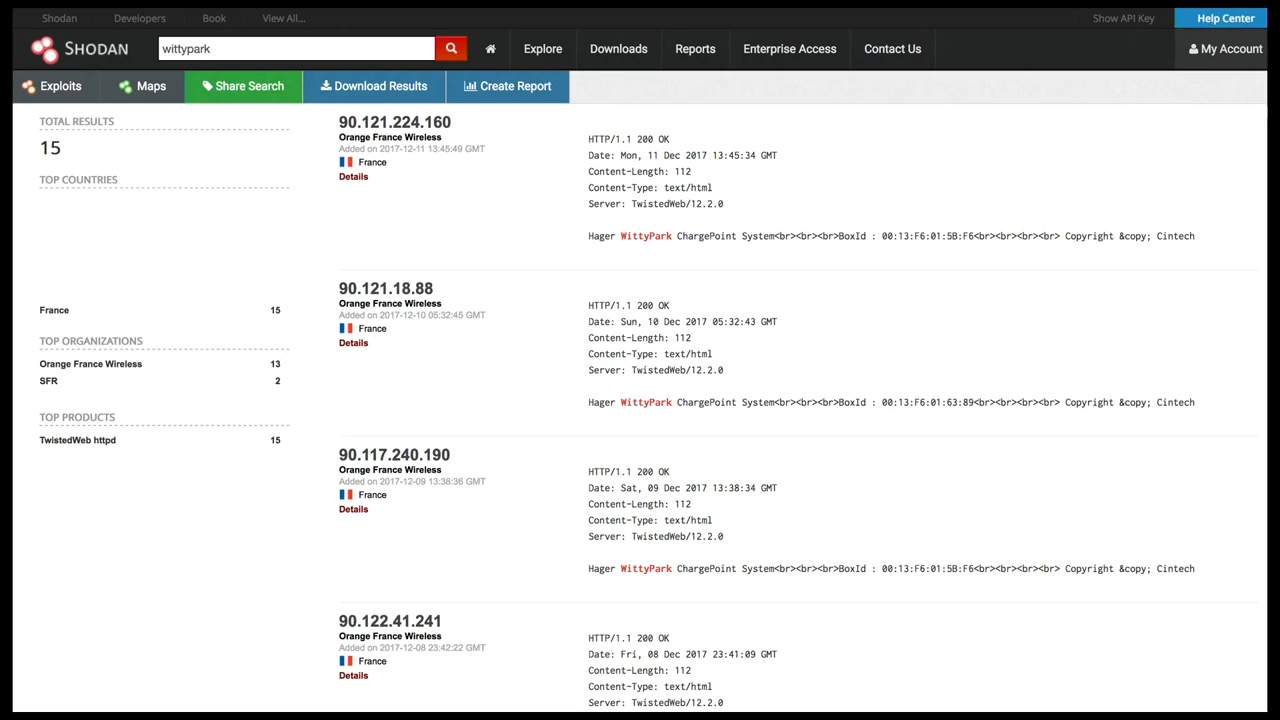 Shodan Developers Book View All... Show API Key Help Center
SHODAN wittypark Explore Downloads Reports Enterprise Access Contact Us My Account
Exploits Maps Share Search Download Results Create Report
TOTAL RESULTS
15
TOP COUNTRIES
France 15
TOP ORGANIZATIONS
Orange France Wireless 13
SFR 2
TOP PRODUCTS
TwistedWeb httpd 15
90.121.224.160
Orange France Wireless
Added on 2017-12-11 13:45:49 GMT
France
Details
HTTP/1.1 200 OK
Date: Mon, 11 Dec 2017 13:45:34 GMT
Content-Length: 112
Content-Type: text/html
Server: TwistedWeb/12.2.0
Hager WittyPark ChargePoint System<br><br><br>BoxId : 00:13:F6:01:5B:F6<br><br><br><br> Copyright &copy; Cintech
90.121.18.88
Orange France Wireless
Added on 2017-12-10 05:32:45 GMT
France
Details
HTTP/1.1 200 OK
Date: Sun, 10 Dec 2017 05:32:43 GMT
Content-Length: 112
Content-Type: text/html
Server: TwistedWeb/12.2.0
Hager WittyPark ChargePoint System<br><br><br>BoxId : 00:13:F6:01:63:89<br><br><br><br> Copyright &copy; Cintech
90.117.240.190
Orange France Wireless
Added on 2017-12-09 13:38:36 GMT
France
Details
HTTP/1.1 200 OK
Date: Sat, 09 Dec 2017 13:38:34 GMT
Content-Length: 112
Content-Type: text/html
Server: TwistedWeb/12.2.0
Hager WittyPark ChargePoint System<br><br><br>BoxId : 00:13:F6:01:5B:F6<br><br><br><br> Copyright &copy; Cintech
90.122.41.241
Orange France Wireless
Added on 2017-12-08 23:42:22 GMT
France
Details
HTTP/1.1 200 OK
Date: Fri, 08 Dec 2017 23:41:09 GMT
Content-Length: 112
Content-Type: text/html
Server: TwistedWeb/12.2.0